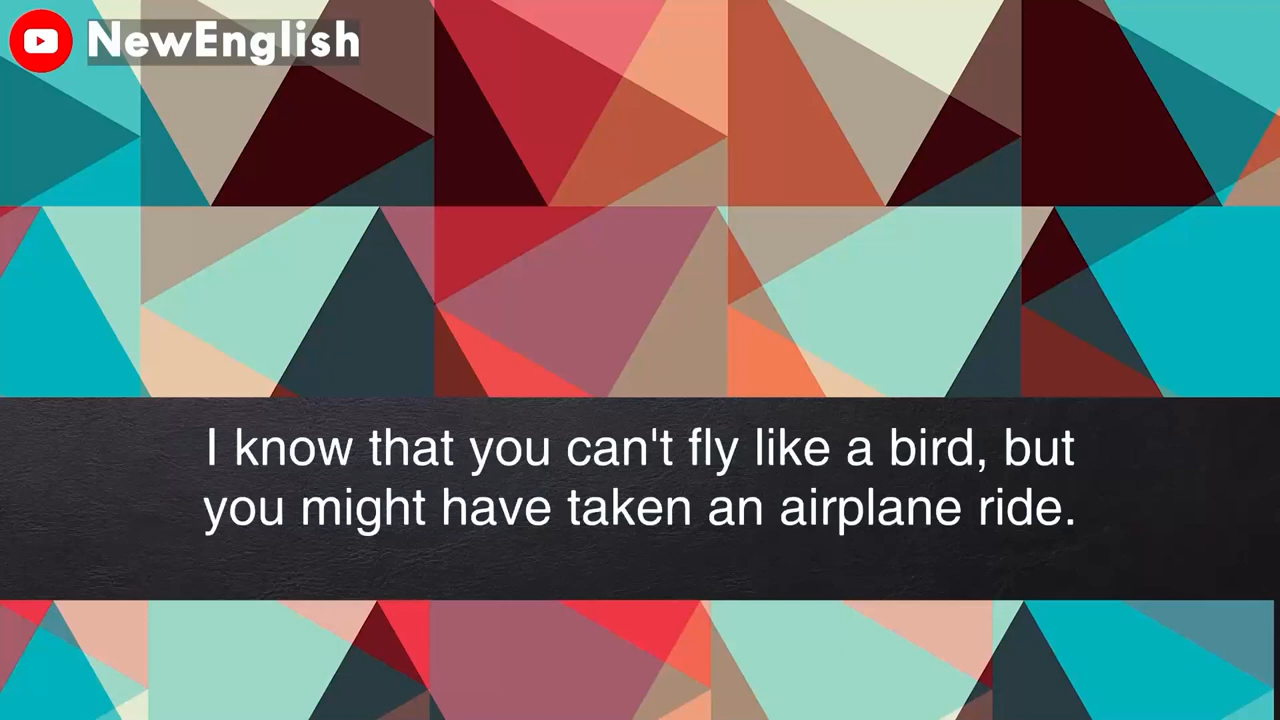 NewEnglish
I know that you can't fly like a bird, but
you might have taken an airplane ride.